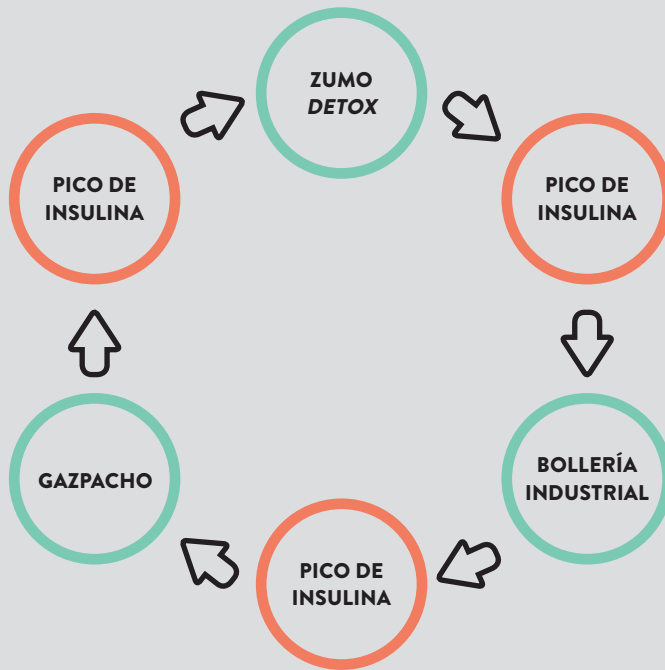 ZUMO
DETOX
PICO DE
INSULINA
PICO DE
INSULINA
GAZPACHO
BOLLERÍA
INDUSTRIAL
PICO DE
INSULINA